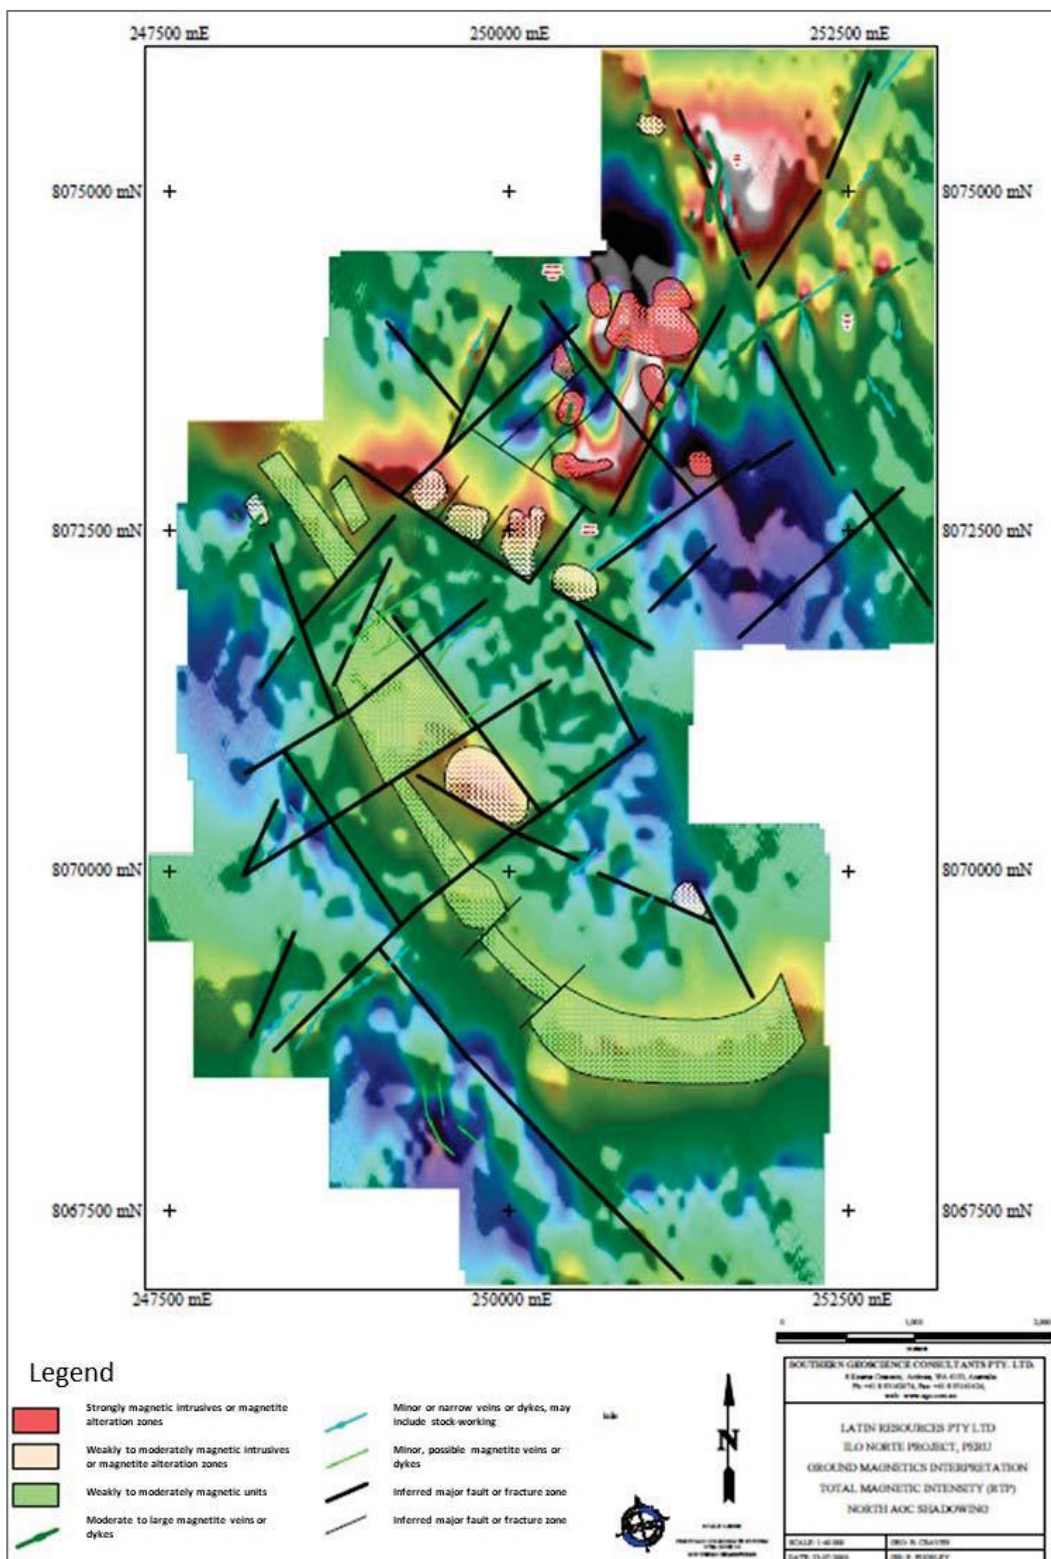 247500 mE
250000 mE
252500 mE
8075000 mN
8075000 mN
8072500 mN
8072500 mN
8070000 mN
8070000 mN
8067500 mN
8067500 mN
247500 mE
250000 mE
252500 mE
Legend
Strongly magnetic intrusives or magnetite
alteration zones
Weakly to moderately magnetic intrusives
or magnetite alteration zones
Weakly to moderately magnetic units
Moderate to large magnetite veins or
dykes
Minor or narrow veins or dykes, may
include stock-working
Minor, possible magnetite veins or
dykes
Inferred major fault or fracture zone
Inferred major fault or fracture zone
N
0 1,000 2,000
SOUTHERN GEOSCIENCE CONSULTANTS PTY. LTD.
LATIN RESOURCES PTY LTD
ILO NORTE PROJECT, PERU
GROUND MAGNETICS INTERPRETATION
TOTAL MAGNETIC INTENSITY (RTP)
NORTH AGC SHADOWING